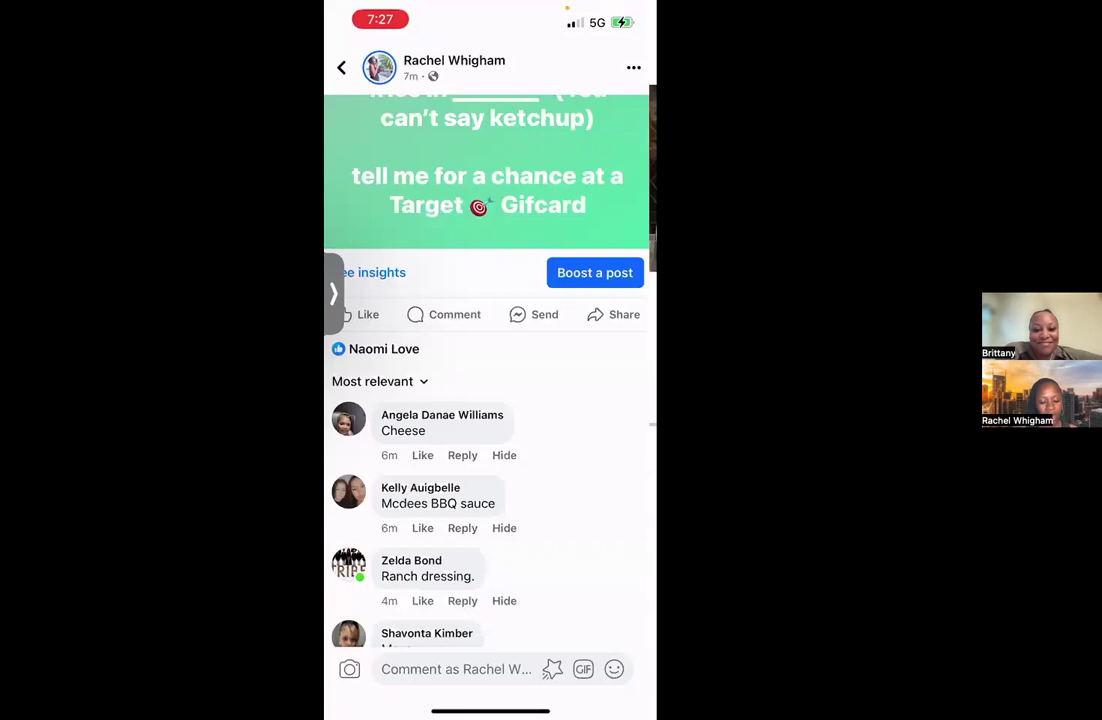 7:27
5G
Rachel Whigham
7m
can't say ketchup)
tell me for a chance at a
Target 🎯 Gifcard
ee insights
Boost a post
Like
Comment
Send
Share
Naomi Love
Most relevant
Angela Danae Williams
Cheese
6m Like Reply Hide
Kelly Auigbelle
Mcdees BBQ sauce
6m Like Reply Hide
Zelda Bond
Ranch dressing.
4m Like Reply Hide
Shavonta Kimber
Comment as Rachel W...
GIF
Brittany
Rachel Whigham